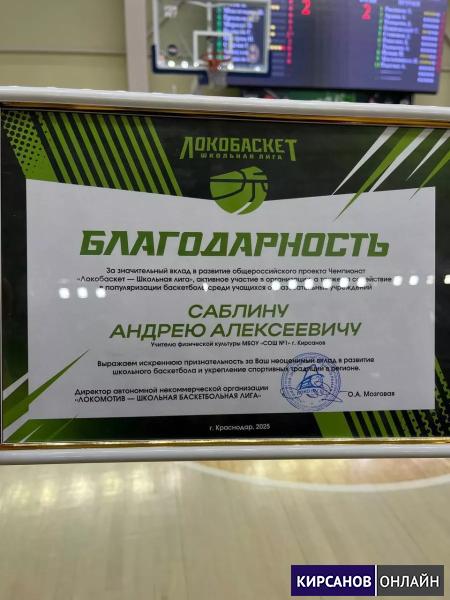 ЛОКОБАСКЕТ
ШКОЛЬНАЯ ЛИГА
БЛАГОДАРНОСТЬ
За значительный вклад в развитие общероссийского проекта Чемпионат
«Локобаскет — Школьная лига», активное участие в организации а содействие
в популяризации баскетбола среди учащихся учреждений
САБЛИНУ
АНДРЕЮ АЛЕКСЕЕВИЧУ
Учителю физической культуры МБОУ «СОШ №1» г. Кирсанов
Выражаем искреннюю признательность за Ваш неоценимый вклад в развитие
школьного баскетбола и укрепление спортивных традиций в регионе.
Директор автономной некоммерческой организации
«ЛОКОМОТИВ — ШКОЛЬНАЯ БАСКЕТБОЛЬНАЯ ЛИГА»
О.А. Мозговая
г. Краснодар, 2025
КИРСАНОВ ОНЛАЙН